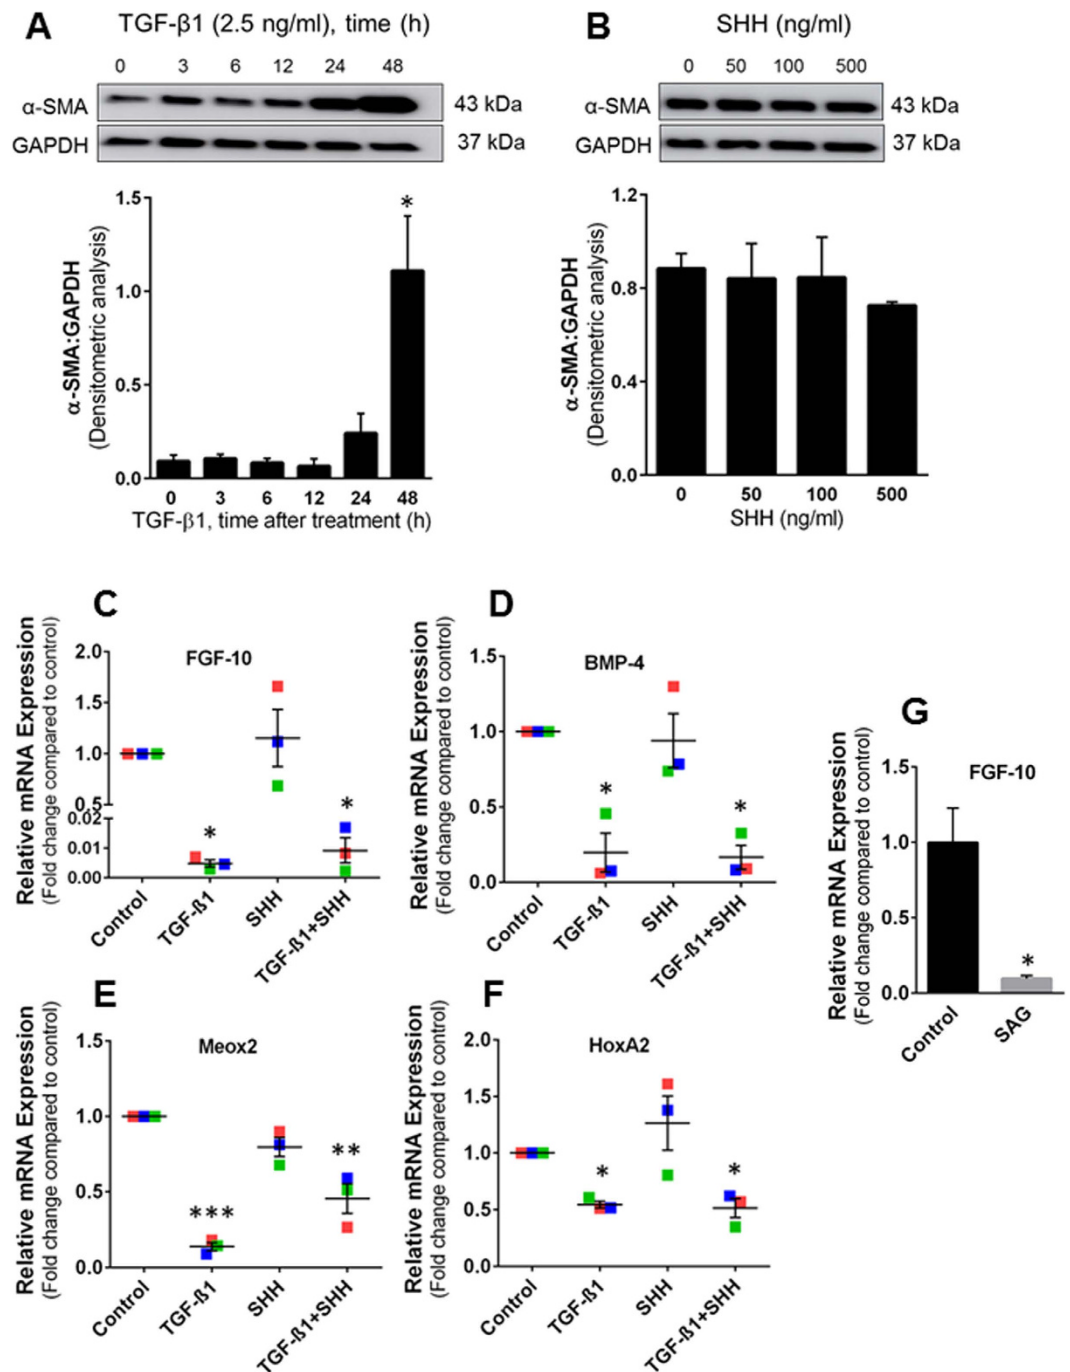 A
TGF-β1 (2.5 ng/ml), time (h)
0 3 6 12 24 48
α-SMA 43 kDa
GAPDH 37 kDa
1.5
1.0
0.5
0.0
α-SMA:GAPDH
(Densitometric analysis)
*
0 3 6 12 24 48
TGF-β1, time after treatment (h)
B
SHH (ng/ml)
0 50 100 500
α-SMA 43 kDa
GAPDH 37 kDa
1.2
0.8
0.4
0.0
α-SMA:GAPDH
(Densitometric analysis)
0 50 100 500
SHH (ng/ml)
C
FGF-10
Relative mRNA Expression
(Fold change compared to control)
2.0
1.5
1.0
0.5
0.02
0.01
0.00
* *
Control TGF-ß1 SHH TGF-ß1+SHH
D
BMP-4
Relative mRNA Expression
(Fold change compared to control)
1.5
1.0
0.5
0.0
* *
Control TGF-ß1 SHH TGF-ß1+SHH
E
Meox2
Relative mRNA Expression
(Fold change compared to control)
1.5
1.0
0.5
0.0
*** **
Control TGF-ß1 SHH TGF-ß1+SHH
F
HoxA2
Relative mRNA Expression
(Fold change compared to control)
2.0
1.5
1.0
0.5
0.0
* *
Control TGF-ß1 SHH TGF-ß1+SHH
G
FGF-10
Relative mRNA Expression
(Fold change compared to control)
1.5
1.0
0.5
0.0
*
Control SAG